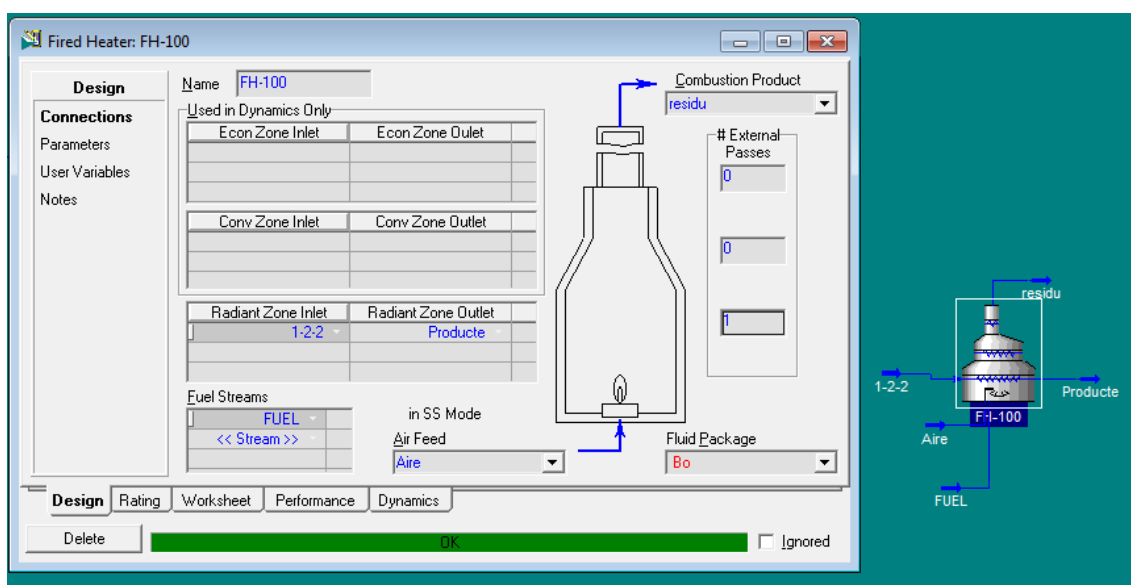 Fired Heater: FH-100
Design
Connections
Parameters
User Variables
Notes
Name FH-100
Used in Dynamics Only
Econ Zone Inlet Econ Zone Oulet
Conv Zone Inlet Conv Zone Outlet
Radiant Zone Inlet Radiant Zone Outlet
1-2-2 Producte
Fuel Streams
FUEL
<< Stream >>
in SS Mode
Air Feed
Aire
Combustion Product
residu
# External
Passes
0
0
1
Fluid Package
Bo
Design Rating Worksheet Performance Dynamics
Delete
OK
Ignored
residu
1-2-2
Producte
FH-100
Aire
FUEL